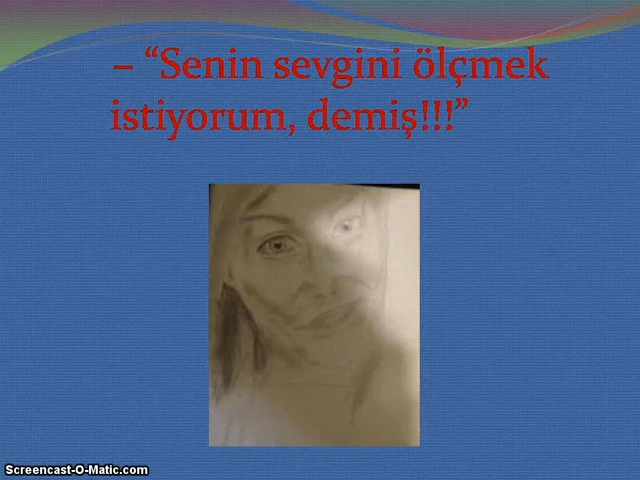 – “Senin sevgini ölçmek
istiyorum, demiş!!!”
Screencast-O-Matic.com